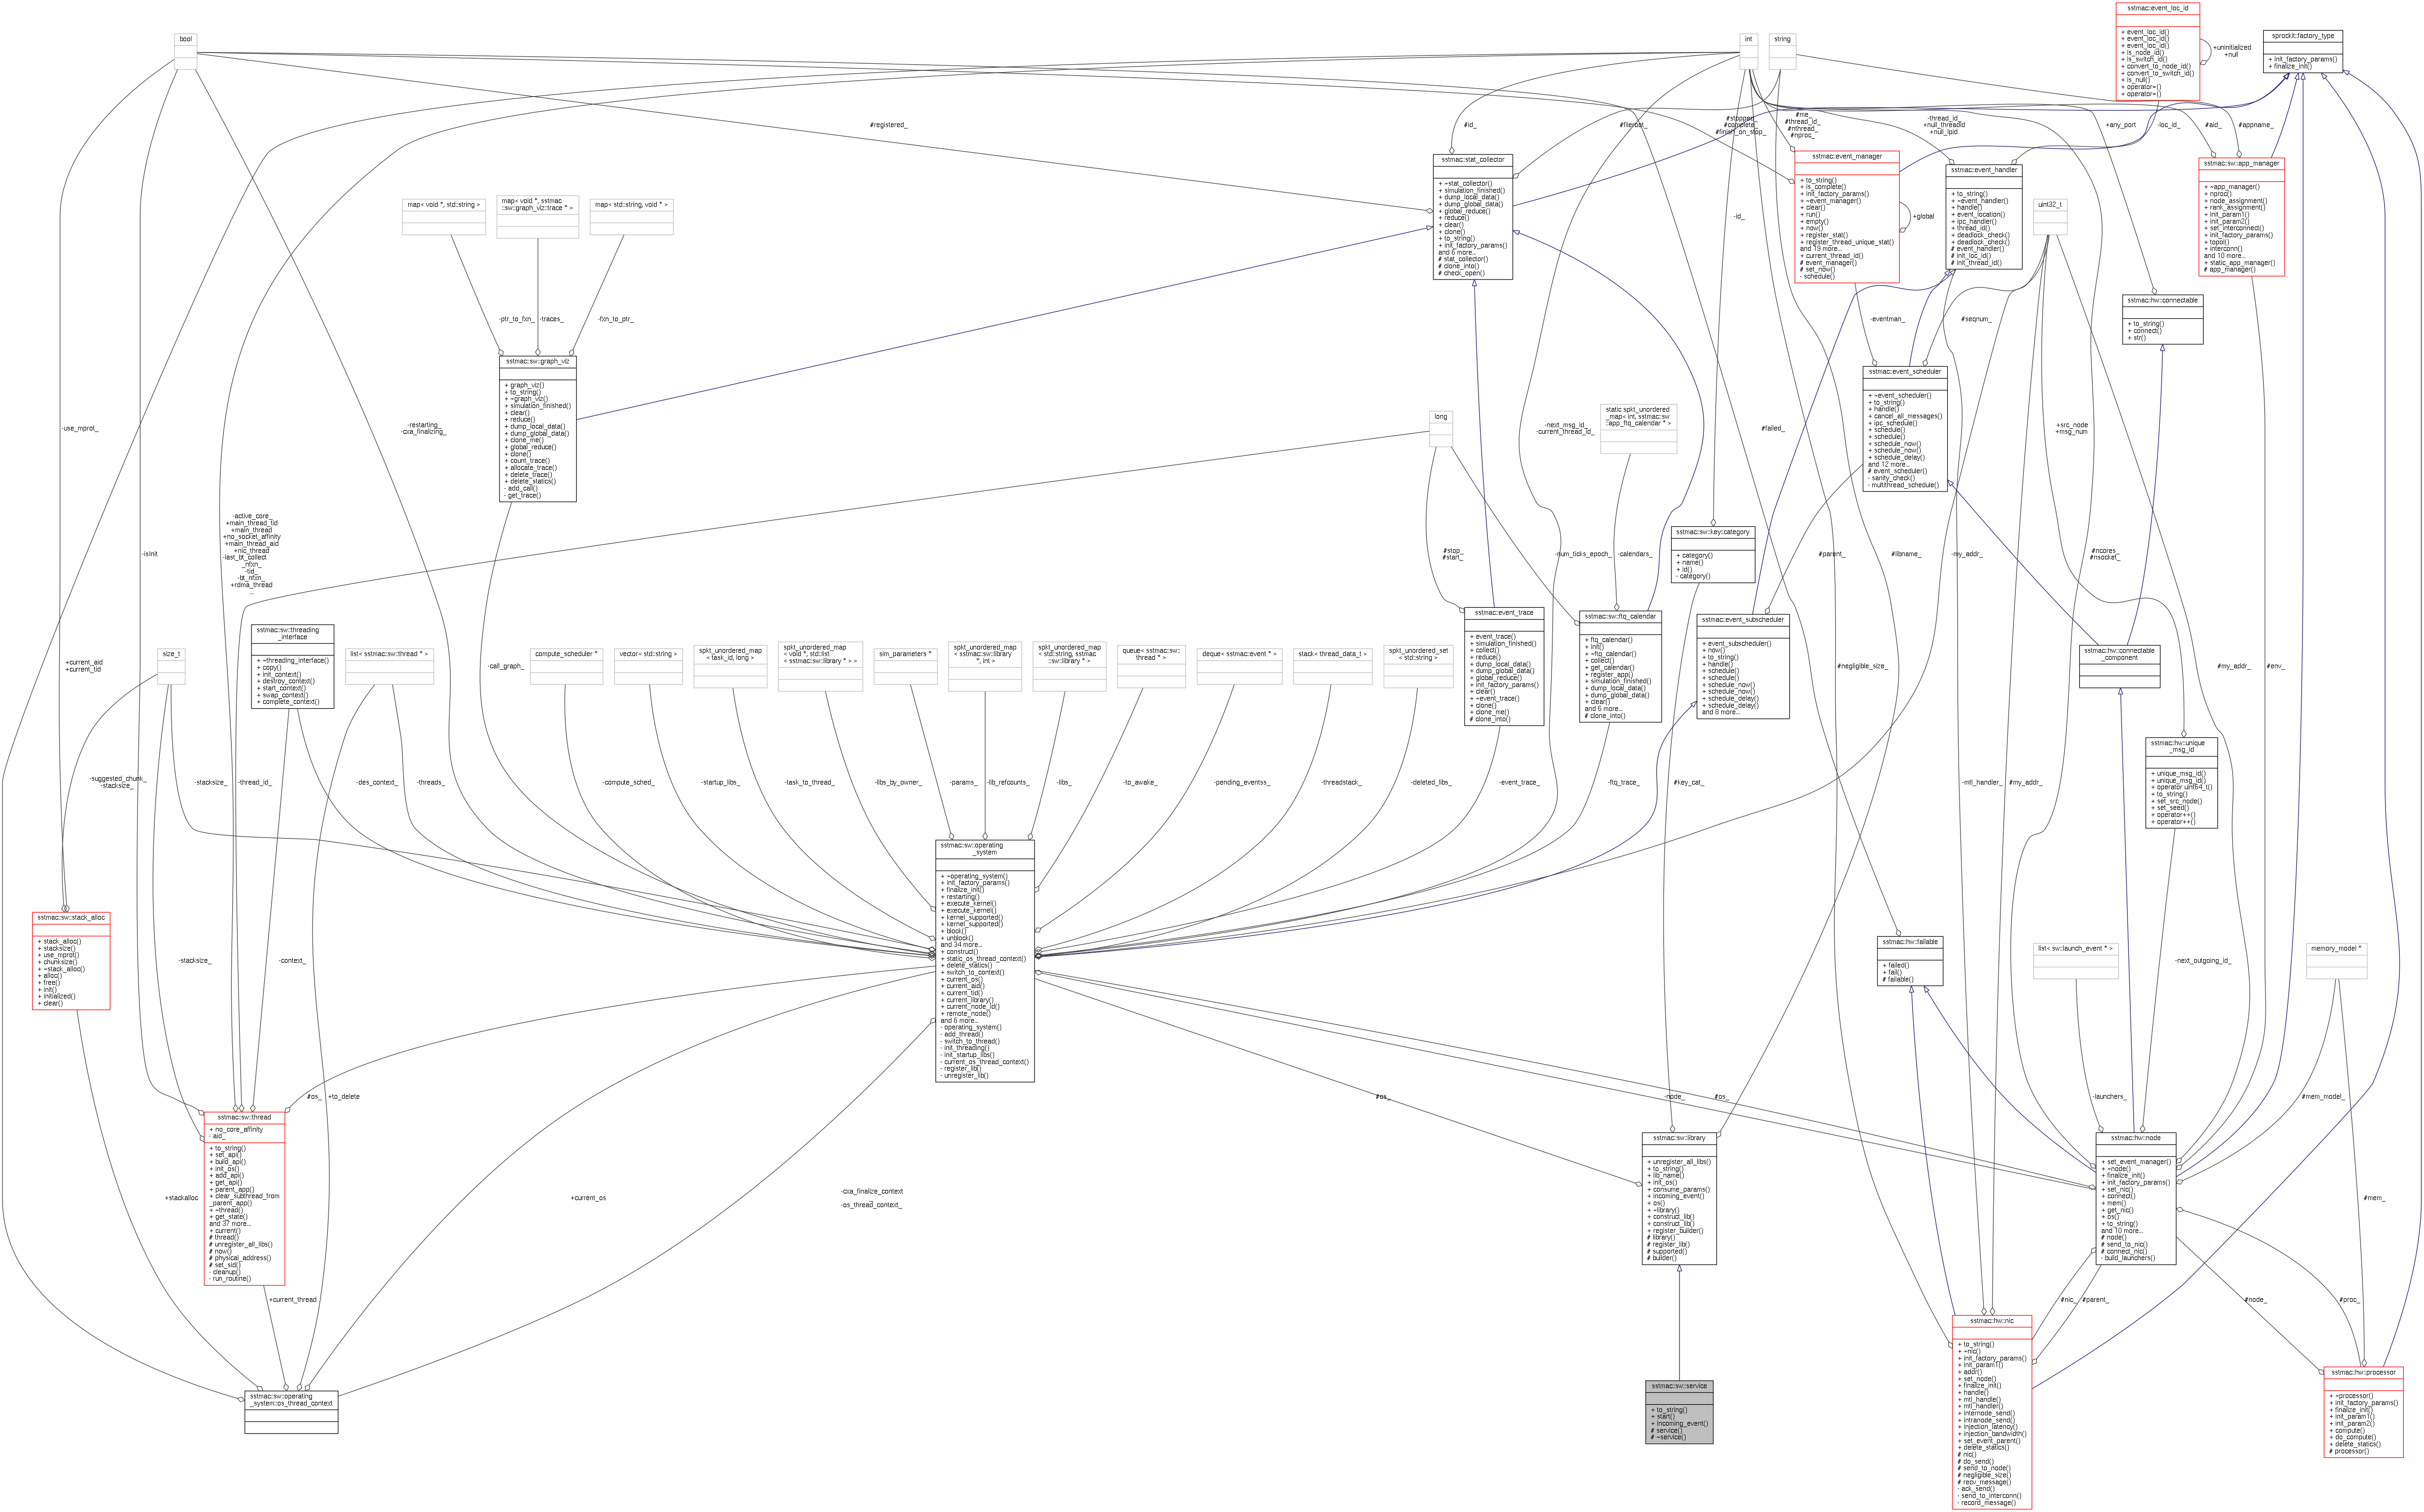 sstmac::event_loc_id
+ event_loc_id()
+ event_loc_id()
+ event_loc_id()
+ is_node_id()
+ is_switch_id()
+ convert_to_node_id()
+ convert_to_switch_id()
+ is_null()
+ operator=()
+ operator=()
+uninitialized
+null
bool
int
string
sprockit::factory_type
+ init_factory_params()
+ finalize_init()
#registered_
#id_
#fileroot_
#me_
#thread_id_
#nthread_
#nproc_
-thread_id_
+null_threadid
+null_lpid
-loc_id_
+any_port
#aid_
#appname_
sstmac::stat_collector
+ ~stat_collector()
+ simulation_finished()
+ dump_local_data()
+ dump_global_data()
+ global_reduce()
+ reduce()
+ clear()
+ clone()
+ to_string()
+ init_factory_params()
and 6 more...
# stat_collector()
# clone_into()
# check_open()
sstmac::event_manager
+ to_string()
+ is_complete()
+ init_factory_params()
+ ~event_manager()
+ clear()
+ run()
+ empty()
+ now()
+ register_stat()
+ register_thread_unique_stat()
and 19 more...
+ current_thread_id()
# event_manager()
# set_now()
- schedule()
+global
sstmac::event_handler
+ to_string()
+ ~event_handler()
+ handle()
+ event_location()
+ ipc_handler()
+ thread_id()
+ deadlock_check()
+ deadlock_check()
# event_handler()
# init_loc_id()
# init_thread_id()
uint32_t
sstmac::sw::app_manager
+ ~app_manager()
+ nproc()
+ node_assignment()
+ rank_assignment()
+ init_param1()
+ init_param2()
+ set_interconnect()
+ init_factory_params()
+ topol()
+ interconn()
and 10 more...
+ static_app_manager()
# app_manager()
map< void *, std::string >
map< void *, sstmac
::sw::graph_viz::trace * >
map< std::string, void * >
-id_
-ptr_to_fxn_
-traces_
-fxn_to_ptr_
-eventman_
#seqnum_
sstmac::hw::connectable
+ to_string()
+ connect()
+ str()
sstmac::sw::graph_viz
+ graph_viz()
+ to_string()
+ ~graph_viz()
+ simulation_finished()
+ clear()
+ reduce()
+ dump_local_data()
+ dump_global_data()
+ clone_me()
+ global_reduce()
+ clone()
+ count_trace()
+ allocate_trace()
+ delete_trace()
+ delete_statics()
- add_call()
- get_trace()
sstmac::event_scheduler
+ ~event_scheduler()
+ to_string()
+ handle()
+ cancel_all_messages()
+ ipc_schedule()
+ schedule()
+ schedule()
+ schedule_now()
+ schedule_now()
+ schedule_delay()
and 12 more...
# event_scheduler()
- sanity_check()
- multithread_schedule()
-use_mprot_
-restarting_
-cxa_finalizing_
long
-next_msg_id_
-current_thread_id_
static spkt_unordered
_map< int, sstmac::sw
::app_ftq_calendar * >
#failed_
+src_node
+msg_num
-active_core_
+main_thread_tid
+main_thread
+no_socket_affinity
+main_thread_aid
+nic_thread
-last_bt_collect
_nfxn_
-tid_
-bt_nfxn_
+rdma_thread
...
-isInit
#stop_
#start_
-num_ticks_epoch_
-calendars_
sstmac::sw::key::category
+ category()
+ name()
+ id()
- category()
#parent_
#libname_
-my_addr_
#ncores_
#nsocket_
sstmac::sw::threading
_interface
+ ~threading_interface()
+ copy()
+ init_context()
+ destroy_context()
+ start_context()
+ swap_context()
+ complete_context()
size_t
+current_aid
+current_tid
list< sstmac::sw::thread * >
compute_scheduler *
vector< std::string >
spkt_unordered_map
< task_id, long >
spkt_unordered_map
< void *, std::list
< sstmac::sw::library * > >
sim_parameters *
spkt_unordered_map
< sstmac::sw::library
*, int >
spkt_unordered_map
< std::string, sstmac
::sw::library * >
queue< sstmac::sw::
thread * >
deque< sstmac::event * >
stack< thread_data_t >
spkt_unordered_set
< std::string >
sstmac::event_trace
+ event_trace()
+ simulation_finished()
+ collect()
+ reduce()
+ dump_local_data()
+ dump_global_data()
+ global_reduce()
+ init_factory_params()
+ clear()
+ ~event_trace()
+ clone()
+ clone_me()
# clone_into()
sstmac::sw::ftq_calendar
+ ftq_calendar()
+ init()
+ ~ftq_calendar()
+ collect()
+ get_calendar()
+ register_app()
+ simulation_finished()
+ dump_local_data()
+ dump_global_data()
+ clear()
and 6 more...
# clone_into()
sstmac::event_subscheduler
+ event_subscheduler()
+ now()
+ to_string()
+ handle()
+ schedule()
+ schedule()
+ schedule_now()
+ schedule_now()
+ schedule_delay()
+ schedule_delay()
and 8 more...
sstmac::hw::connectable
_component
-call_graph_
#negligible_size_
#my_addr_
#env_
sstmac::hw::unique
_msg_id
+ unique_msg_id()
+ unique_msg_id()
+ operator uint64_t()
+ to_string()
+ set_src_node()
+ set_seed()
+ operator++()
+ operator++()
-suggested_chunk_
-stacksize_
-stacksize_
-thread_id_
-des_context_
-threads_
-compute_sched_
-startup_libs_
-task_to_thread_
-libs_by_owner_
-params_
-lib_refcounts_
-libs_
-to_awake_
-pending_eventss_
-threadstack_
-deleted_libs_
-event_trace_
-ftq_trace_
#key_cat_
-mtl_handler_
#my_addr_
sstmac::sw::operating
_system
+ ~operating_system()
+ init_factory_params()
+ finalize_init()
+ restarting()
+ execute_kernel()
+ execute_kernel()
+ kernel_supported()
+ kernel_supported()
+ block()
+ unblock()
and 34 more...
+ construct()
+ static_os_thread_context()
+ delete_statics()
+ switch_to_context()
+ current_os()
+ current_aid()
+ current_tid()
+ current_library()
+ current_node_id()
+ remote_node()
and 6 more...
- operating_system()
- add_thread()
- switch_to_thread()
- init_threading()
- init_startup_libs()
- current_os_thread_context()
- register_lib()
- unregister_lib()
sstmac::sw::stack_alloc
+ stack_alloc()
+ stacksize()
+ use_mprot()
+ chunksize()
+ ~stack_alloc()
+ alloc()
+ free()
+ init()
+ initialized()
+ clear()
-stacksize_
-context_
sstmac::hw::failable
+ failed()
+ fail()
# failable()
list< sw::launch_event * >
-next_outgoing_id_
memory_model *
#os_
+to_delete
#os_
-node_
#os_
-launchers_
#mem_model_
sstmac::sw::thread
+ no_core_affinity
- aid_
+ to_string()
+ set_api()
+ build_api()
+ init_os()
+ add_api()
+ get_api()
+ parent_app()
+ clear_subthread_from
_parent_app()
+ ~thread()
+ get_state()
and 37 more...
+ current()
# thread()
# unregister_all_libs()
# now()
# physical_address()
# set_sid()
- cleanup()
- run_routine()
sstmac::sw::library
+ unregister_all_libs()
+ to_string()
+ lib_name()
+ init_os()
+ consume_params()
+ incoming_event()
+ os()
+ ~library()
+ construct_lib()
+ construct_lib()
+ register_builder()
# library()
# register_lib()
# supported()
# builder()
sstmac::hw::node
+ set_event_manager()
+ ~node()
+ finalize_init()
+ init_factory_params()
+ set_nic()
+ connect()
+ mem()
+ get_nic()
+ os()
+ to_string()
and 10 more...
# node()
# send_to_nic()
# connect_nic()
- build_launchers()
+stackalloc
+current_os
-cxa_finalize_context
_
-os_thread_context_
#mem_
+current_thread
#nic_
#parent_
#node_
#proc_
sstmac::sw::operating
_system::os_thread_context
sstmac::sw::service
+ to_string()
+ start()
+ incoming_event()
# service()
# ~service()
sstmac::hw::nic
+ to_string()
+ ~nic()
+ init_factory_params()
+ init_param1()
+ addr()
+ set_node()
+ finalize_init()
+ handle()
+ mtl_handle()
+ mtl_handler()
+ internode_send()
+ intranode_send()
+ injection_latency()
+ injection_bandwidth()
+ set_event_parent()
+ delete_statics()
# nic()
# do_send()
# send_to_node()
# negligible_size()
# recv_message()
- ack_send()
- send_to_interconn()
- record_message()
sstmac::hw::processor
+ ~processor()
+ init_factory_params()
+ finalize_init()
+ init_param1()
+ init_param2()
+ compute()
+ do_compute()
+ delete_statics()
# processor()